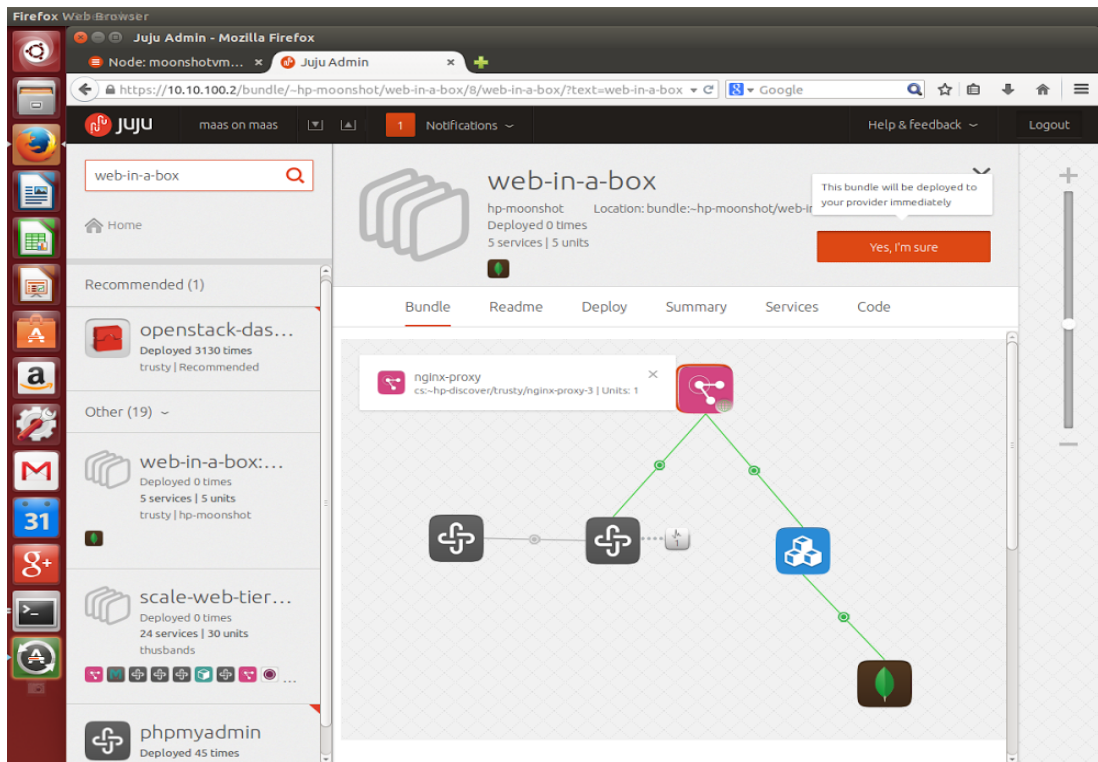 Firefox Web Browser
Juju Admin - Mozilla Firefox
Node: moonshotvm... ×
Juju Admin ×
https://10.10.100.2/bundle/~hp-moonshot/web-in-a-box/8/web-in-a-box/?text=web-in-a-box
Google
JUJU
maas on maas
1
Notifications
Help & feedback
Logout
web-in-a-box
Home
Recommended (1)
openstack-das...
Deployed 3130 times
trusty | Recommended
Other (19)
web-in-a-box:...
Deployed 0 times
5 services | 5 units
trusty | hp-moonshot
scale-web-tier...
Deployed 0 times
24 services | 30 units
thusbands
...
phpmyadmin
Deployed 45 times
web-in-a-box
hp-moonshot Location: bundle:~hp-moonshot/web-in
Deployed 0 times
5 services | 5 units
This bundle will be deployed to
your provider immediately
Yes, I'm sure
Bundle Readme Deploy Summary Services Code
nginx-proxy ×
cs:~hp-discover/trusty/nginx-proxy-3 | Units: 1
1
a
31
8+
>_